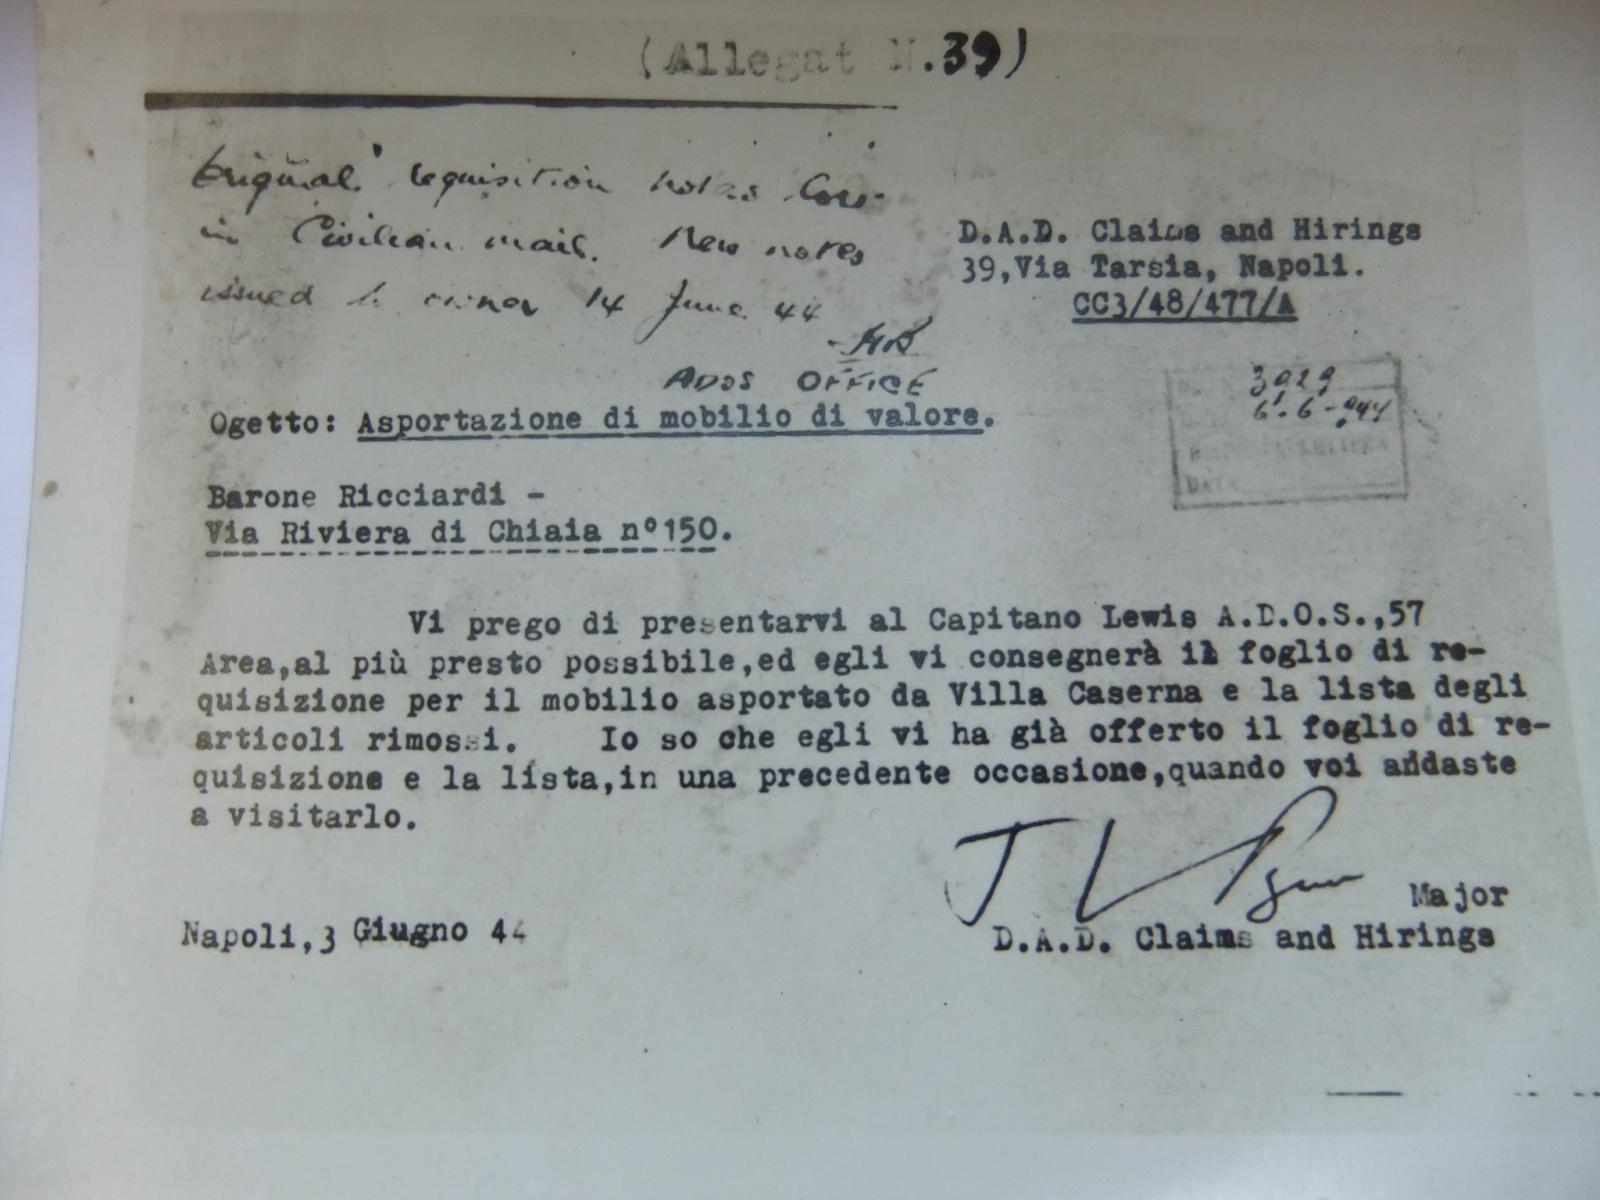 (Allegat N.39)
Original requisition notes lost
in Civilian mail. New notes
issued to owner 14 June 44
ADOS OFFICE
D.A.D. Claims and Hirings
39,Via Tarsia, Napoli.
CC3/48/477/A
3929
6-6-944
DATA
Ogetto: Asportazione di mobilio di valore.
Barone Ricciardi -
Via Riviera di Chiaia n°150.
Vi prego di presentarvi al Capitano Lewis A.D.O.S.,57
Area,al più presto possibile,ed egli vi consegnerà il foglio di re-
quisizione per il mobilio asportato da Villa Caserna e la lista degli
articoli rimossi. Io so che egli vi ha già offerto il foglio di re-
quisizione e la lista,in una precedente occasione,quando voi andaste
a visitarlo.
Major
Napoli,3 Giugno 44
D.A.D. Claims and Hirings